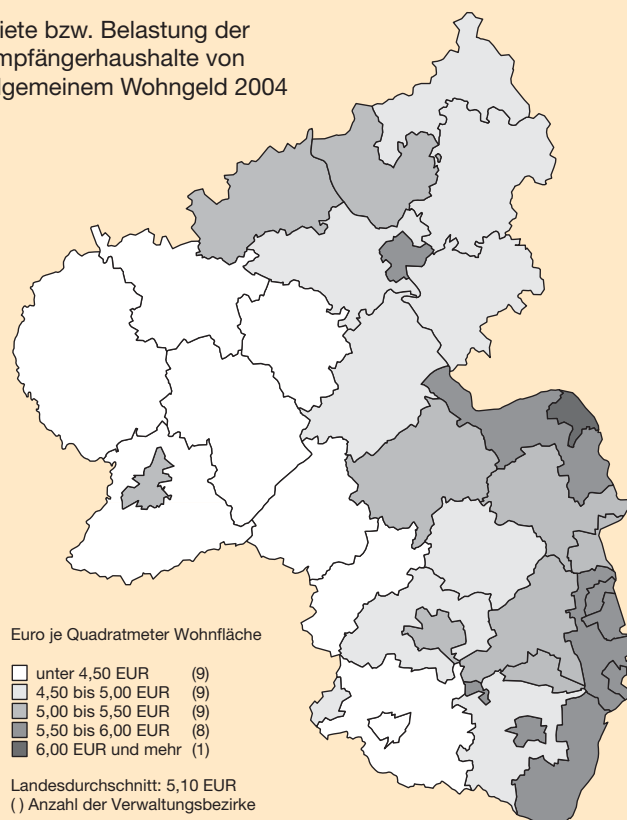 iete bzw. Belastung der
mpfängerhaushalte von
lgemeinem Wohngeld 2004
Euro je Quadratmeter Wohnfläche
unter 4,50 EUR (9)
4,50 bis 5,00 EUR (9)
5,00 bis 5,50 EUR (9)
5,50 bis 6,00 EUR (8)
6,00 EUR und mehr (1)
Landesdurchschnitt: 5,10 EUR
( ) Anzahl der Verwaltungsbezirke